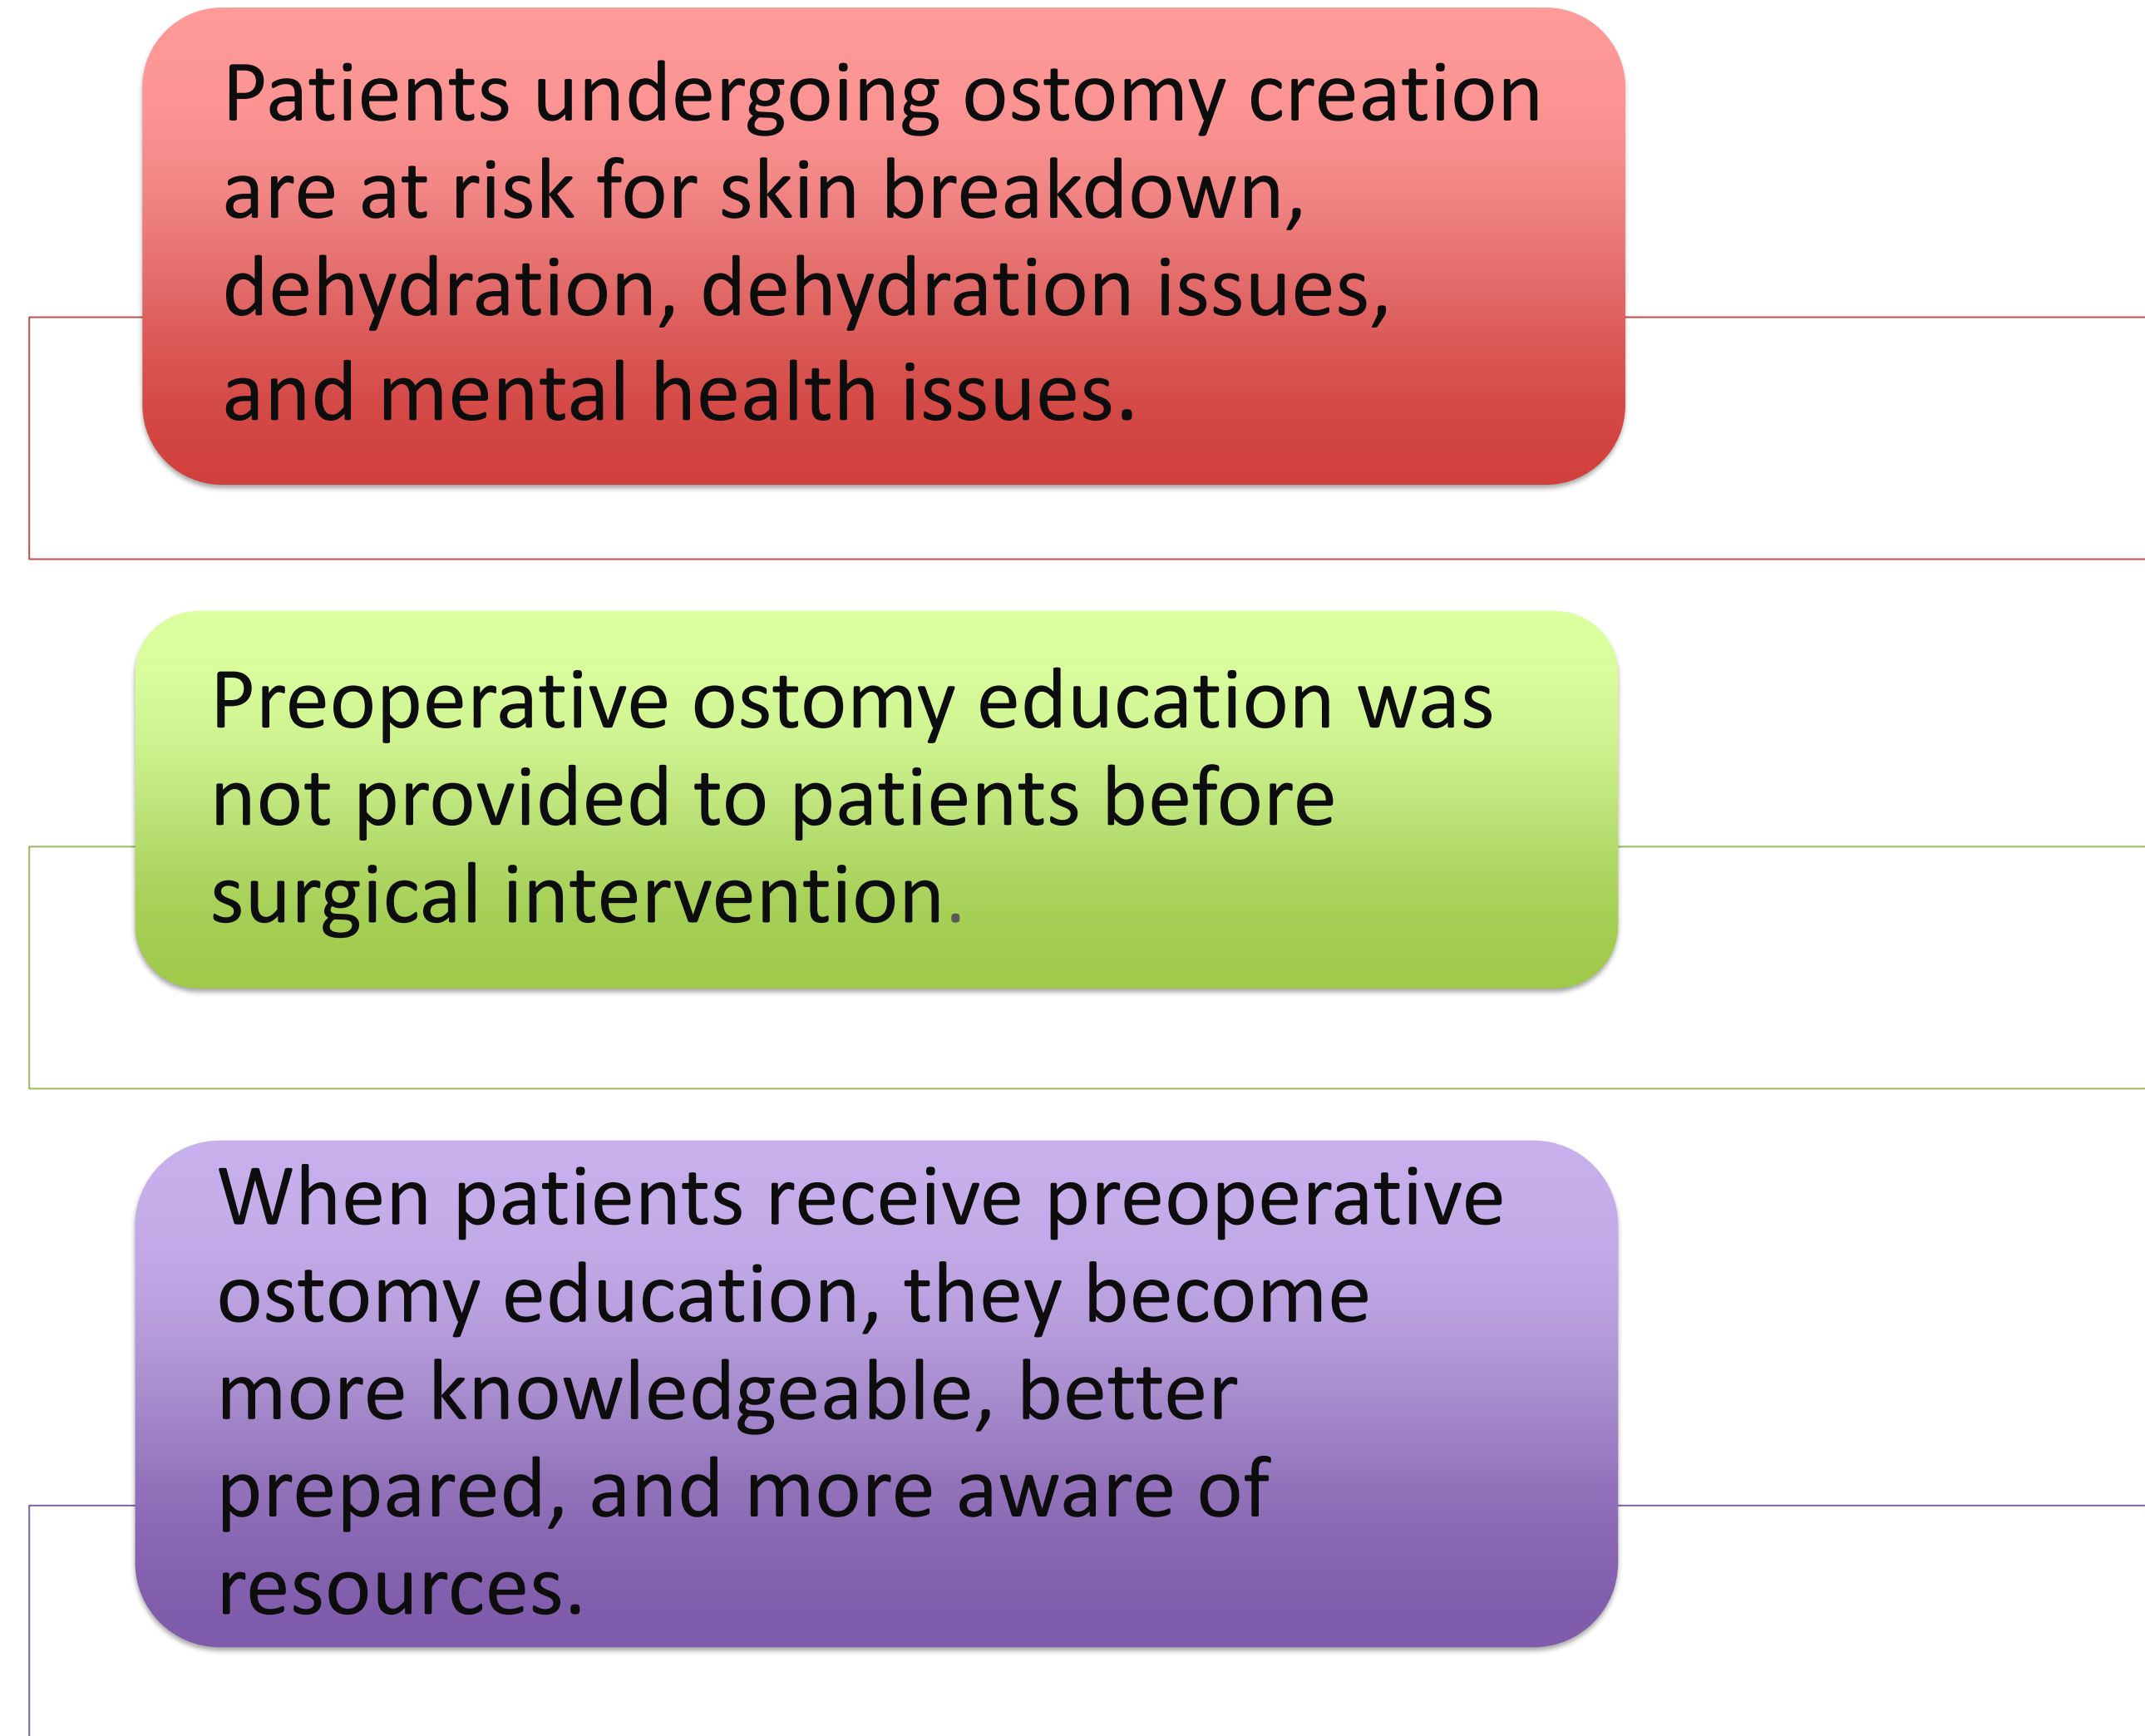 Patients undergoing ostomy creation
are at risk for skin breakdown,
dehydration, dehydration issues,
and mental health issues.
Preoperative ostomy education was
not provided to patients before
surgical intervention.
When patients receive preoperative
ostomy education, they become
more knowledgeable, better
prepared, and more aware of
resources.